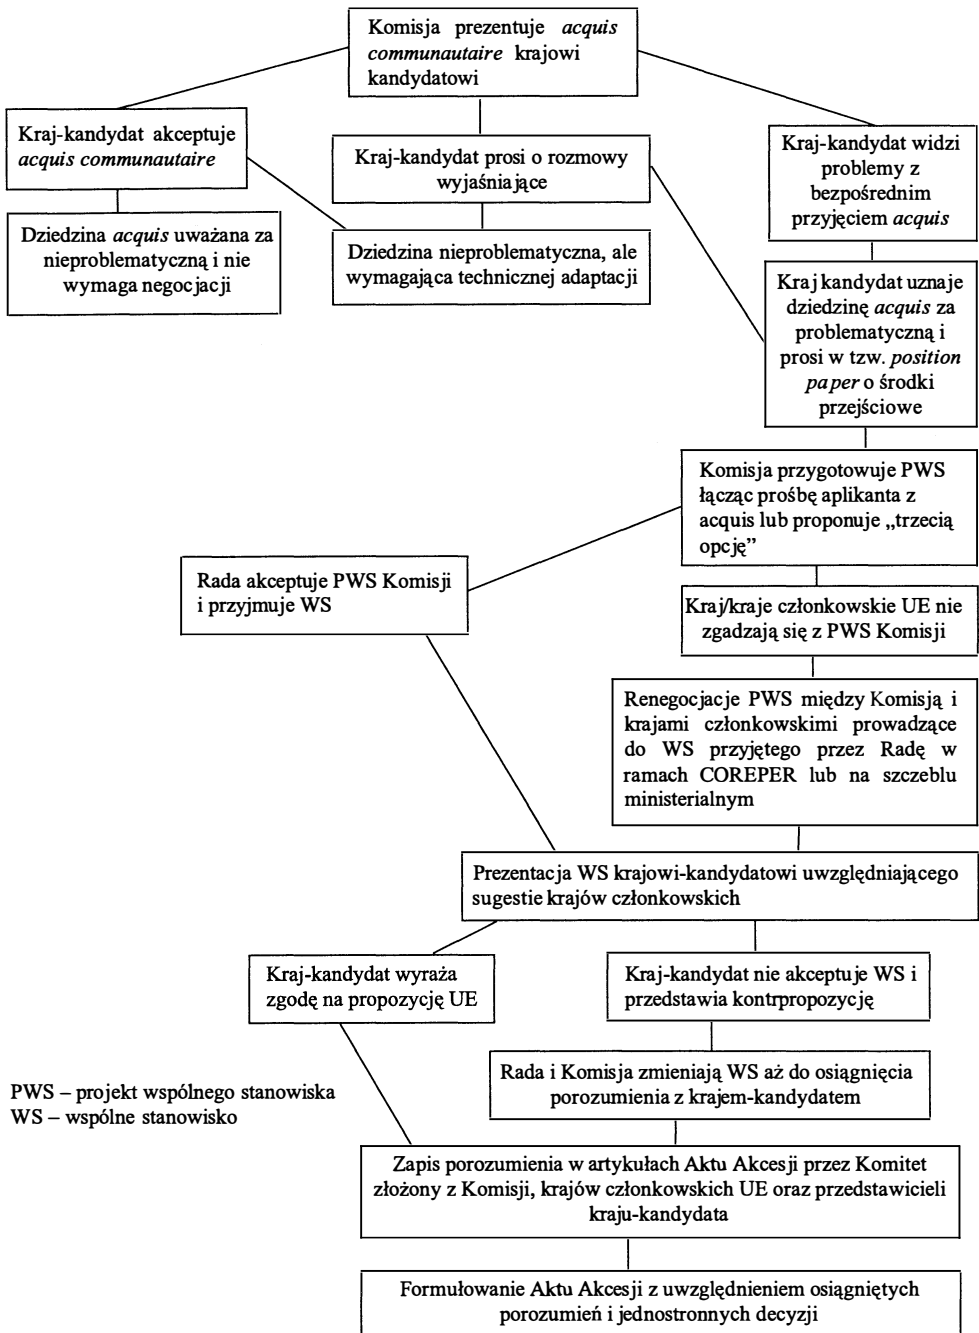 Komisja prezentuje acquis
communautaire krajowi
kandydatowi
Kraj-kandydat akceptuje
acquis communautaire
Kraj-kandydat prosi o rozmowy
wyjaśniające
Kraj-kandydat widzi
problemy z
bezpośrednim
przyjęciem acquis
Dziedzina acquis uważana za
nieproblematyczną i nie
wymaga negocjacji
Dziedzina nieproblematyczna, ale
wymagająca technicznej adaptacji
Kraj kandydat uznaje
dziedzinę acquis za
problematyczną i
prosi w tzw. position
paper o środki
przejściowe
Komisja przygotowuje PWS
łącząc prośbę aplikanta z
acquis lub proponuje „trzecią
opcję”
Rada akceptuje PWS Komisji
i przyjmuje WS
Kraj/kraje członkowskie UE nie
zgadzają się z PWS Komisji
Renegocjacje PWS między Komisją i
krajami członkowskimi prowadzące
do WS przyjętego przez Radę w
ramach COREPER lub na szczeblu
ministerialnym
Prezentacja WS krajowi-kandydatowi uwzględniającego
sugestie krajów członkowskich
Kraj-kandydat wyraża
zgodę na propozycję UE
Kraj-kandydat nie akceptuje WS i
przedstawia kontrpropozycję
Rada i Komisja zmieniają WS aż do osiągnięcia
porozumienia z krajem-kandydatem
PWS – projekt wspólnego stanowiska
WS – wspólne stanowisko
Zapis porozumienia w artykułach Aktu Akcesji przez Komitet
złożony z Komisji, krajów członkowskich UE oraz przedstawicieli
kraju-kandydata
Formułowanie Aktu Akcesji z uwzględnieniem osiągniętych
porozumień i jednostronnych decyzji